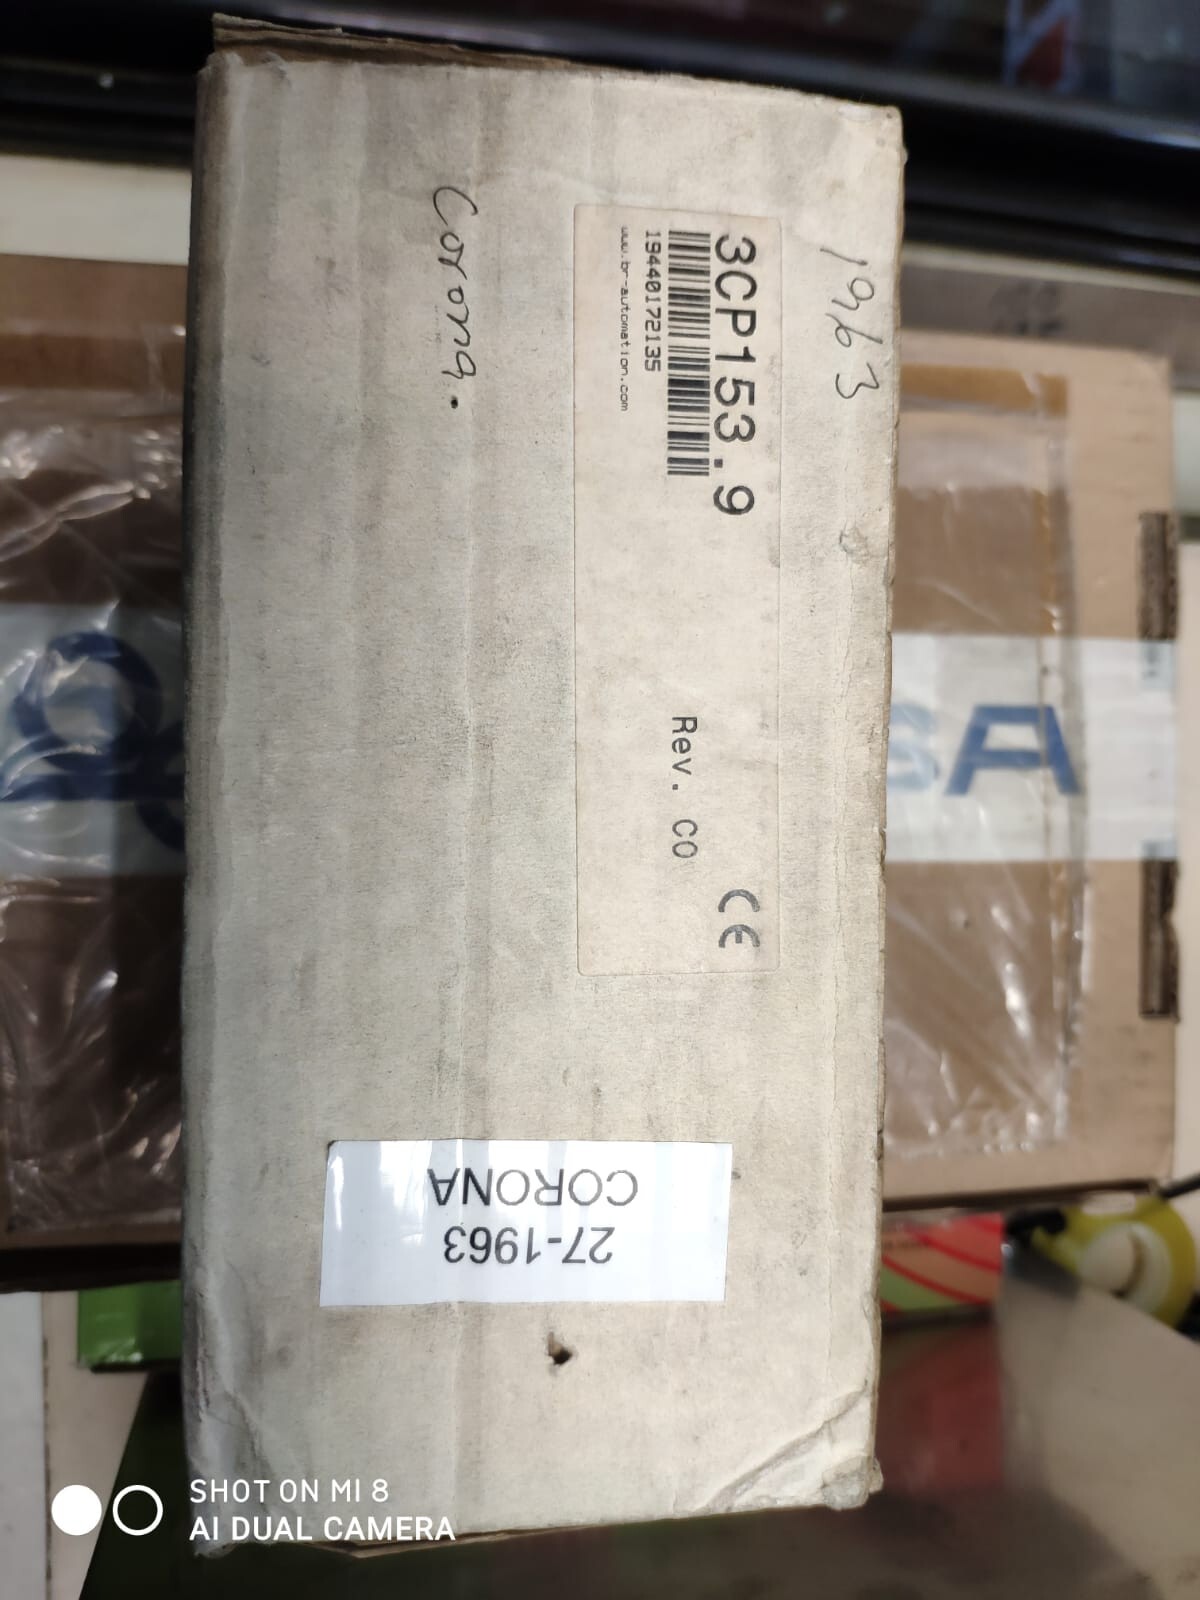 1963
3CP153.9
19440172135
www.br-automation.com
Rev. C0
CE
Corona.
27-1963
CORONA
SA
SHOT ON MI 8
AI DUAL CAMERA